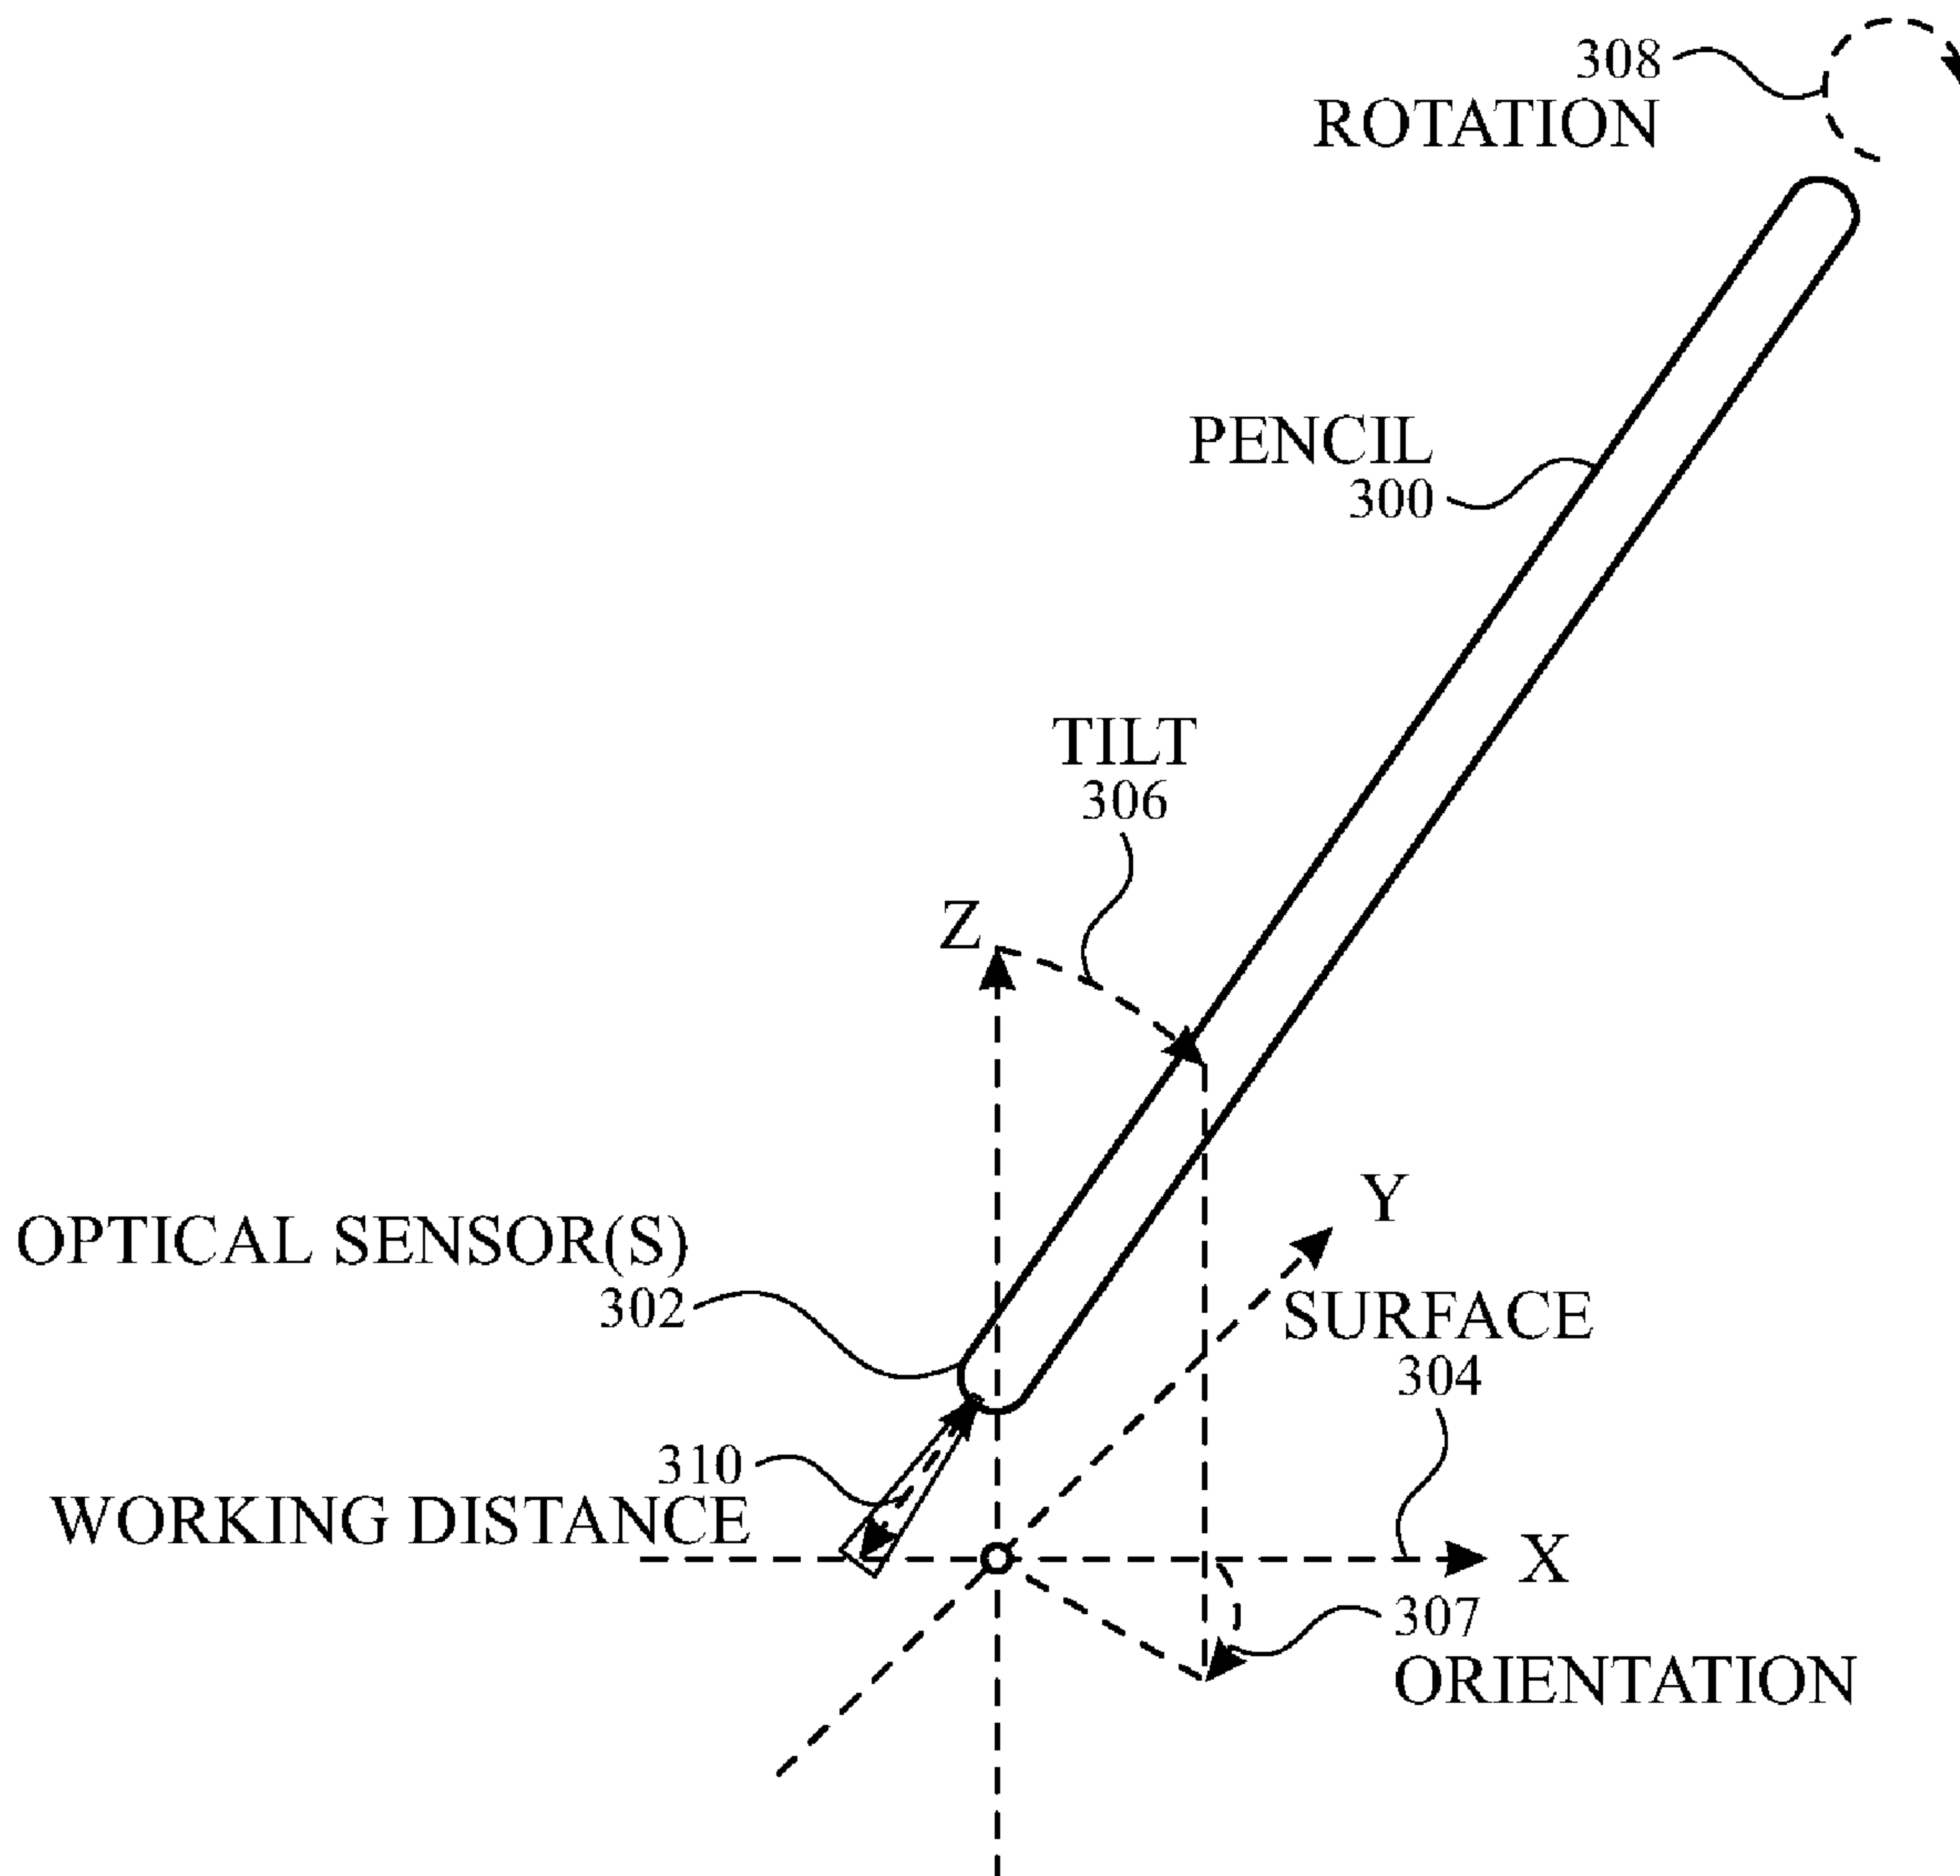 308
ROTATION
PENCIL
300
TILT
306
Z
Y
OPTICAL SENSOR(S)
302
SURFACE
304
310
WORKING DISTANCE
X
307
ORIENTATION